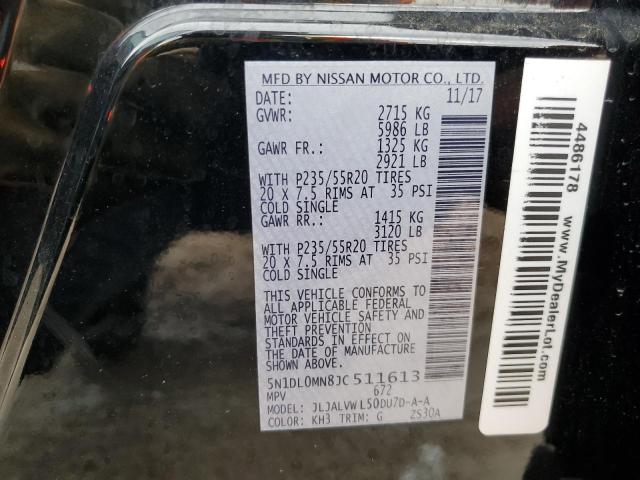 MFD BY NISSAN MOTOR CO., LTD.
DATE: 11/17
GVWR: 2715 KG
5986 LB
GAWR FR.: 1325 KG
2921 LB
WITH P235/55R20 TIRES
20 X 7.5 RIMS AT 35 PSI
COLD SINGLE
GAWR RR.: 1415 KG
3120 LB
WITH P235/55R20 TIRES
20 X 7.5 RIMS AT 35 PSI
COLD SINGLE
THIS VEHICLE CONFORMS TO
ALL APPLICABLE FEDERAL
MOTOR VEHICLE SAFETY AND
THEFT PREVENTION
STANDARDS IN EFFECT ON
THE DATE OF MANUFACTURE
SHOWN ABOVE.
5N1DL0MN8JC511613
MPV 672
MODEL: JLJALVWL50DU7D-A-A
COLOR: KH3 TRIM: G ZS30A
4486178
www.MyDealerLot.com